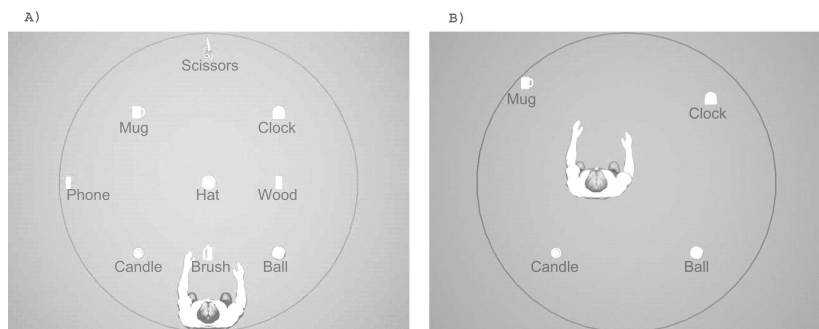 A)
B)
Scissors
Mug
Clock
Phone
Hat
Wood
Candle
Brush
Ball
Mug
Clock
Candle
Ball